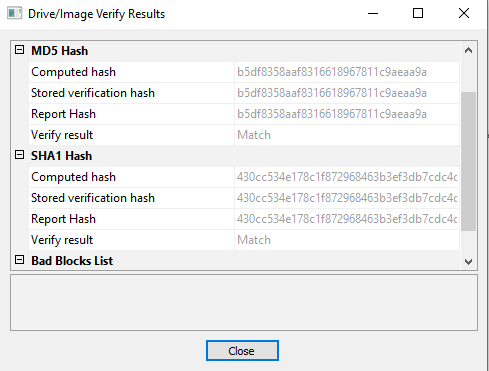 Drive/Image Verify Results
MD5 Hash
Computed hash b5df8358aaf8316618967811c9aeaa9a
Stored verification hash b5df8358aaf8316618967811c9aeaa9a
Report Hash b5df8358aaf8316618967811c9aeaa9a
Verify result Match
SHA1 Hash
Computed hash 430cc534e178c1f872968463b3ef3db7cdc4c
Stored verification hash 430cc534e178c1f872968463b3ef3db7cdc4c
Report Hash 430cc534e178c1f872968463b3ef3db7cdc4c
Verify result Match
Bad Blocks List
Close